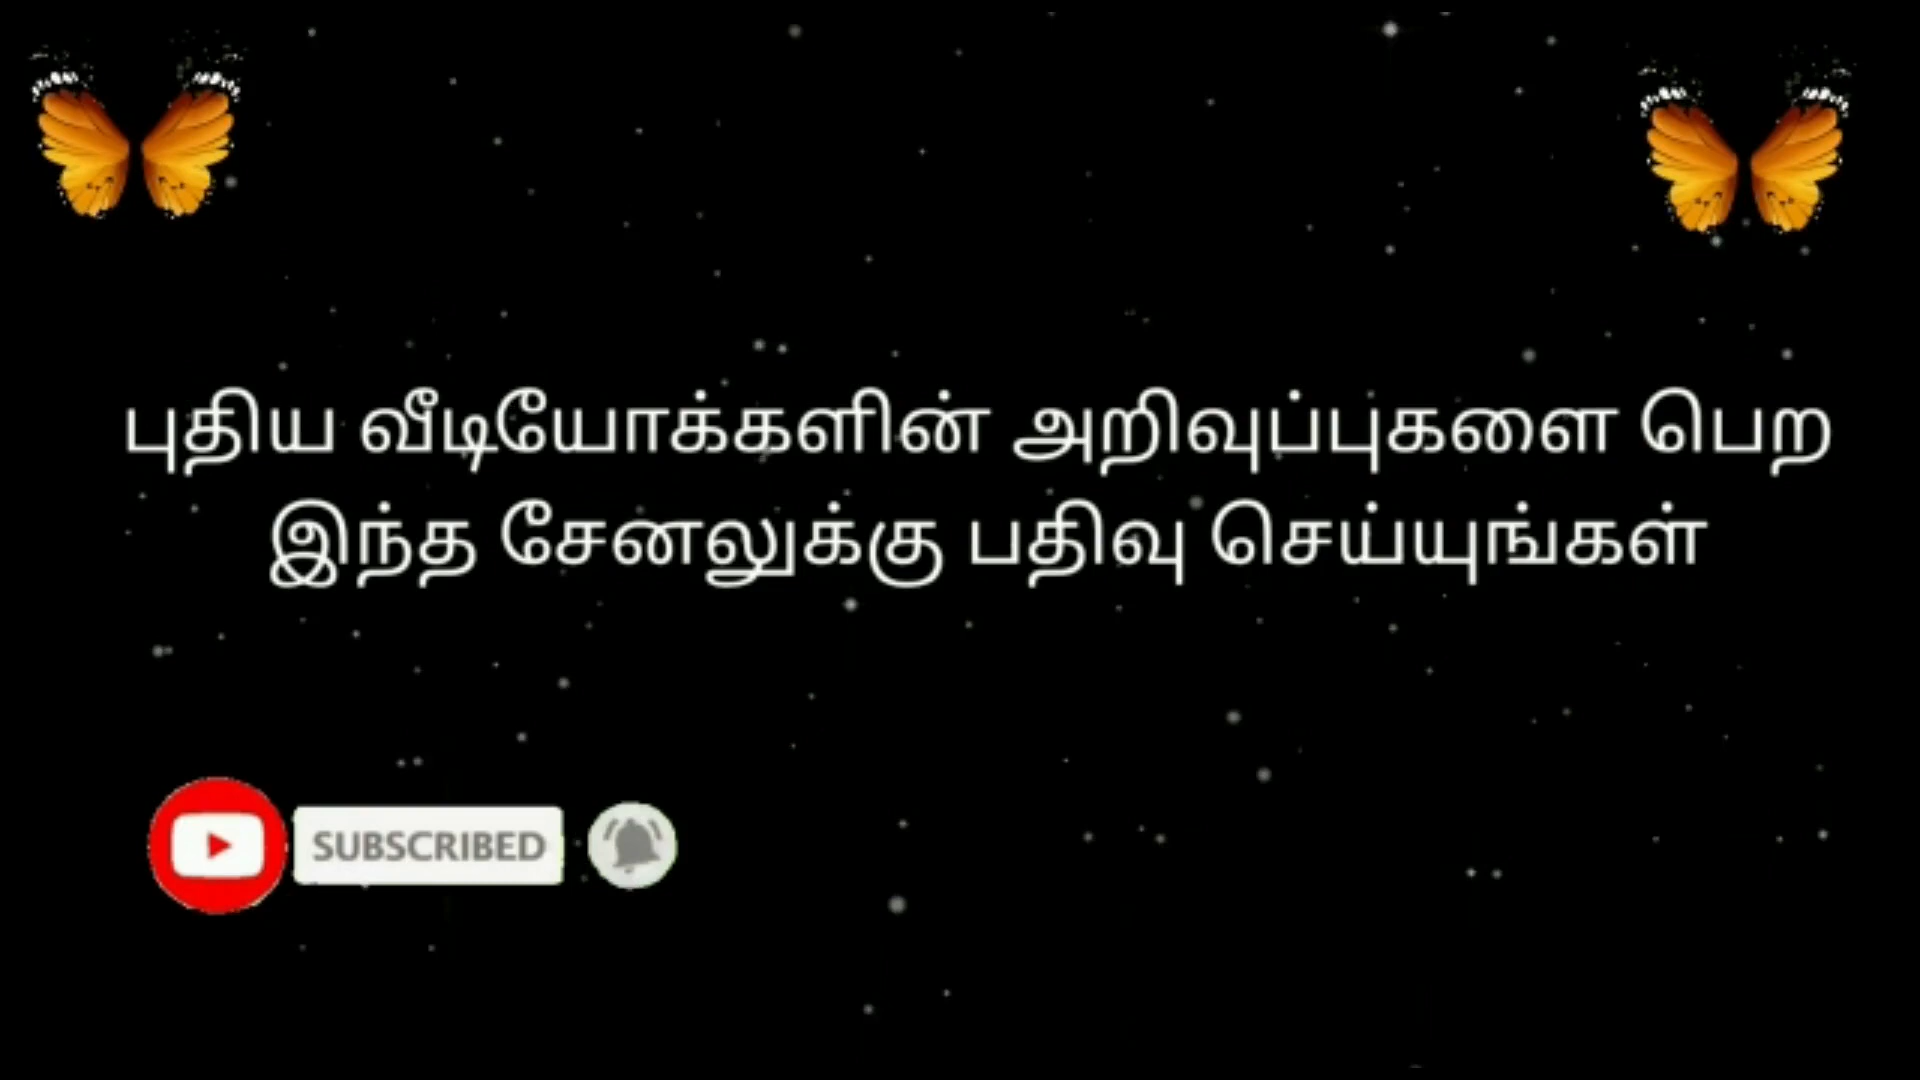 புதிய வீடியோக்களின் அறிவுப்புகளை பெற
இந்த சேனலுக்கு பதிவு செய்யுங்கள்
SUBSCRIBED